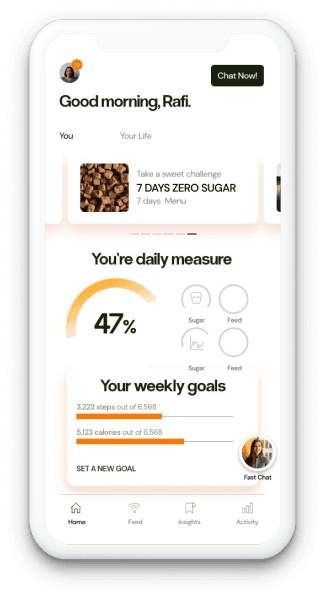 Chat Now!
Good morning, Rafi.
You
Your Life
Take a sweet challenge
7 DAYS ZERO SUGAR
7 days Menu
You're daily measure
47%
Sugar
Feed
Sugar
Feed
Your weekly goals
3,223 steps out of 6,568
5,123 calories out of 6,568
SET A NEW GOAL
Fast Chat
Home
Feed
Insights
Activity